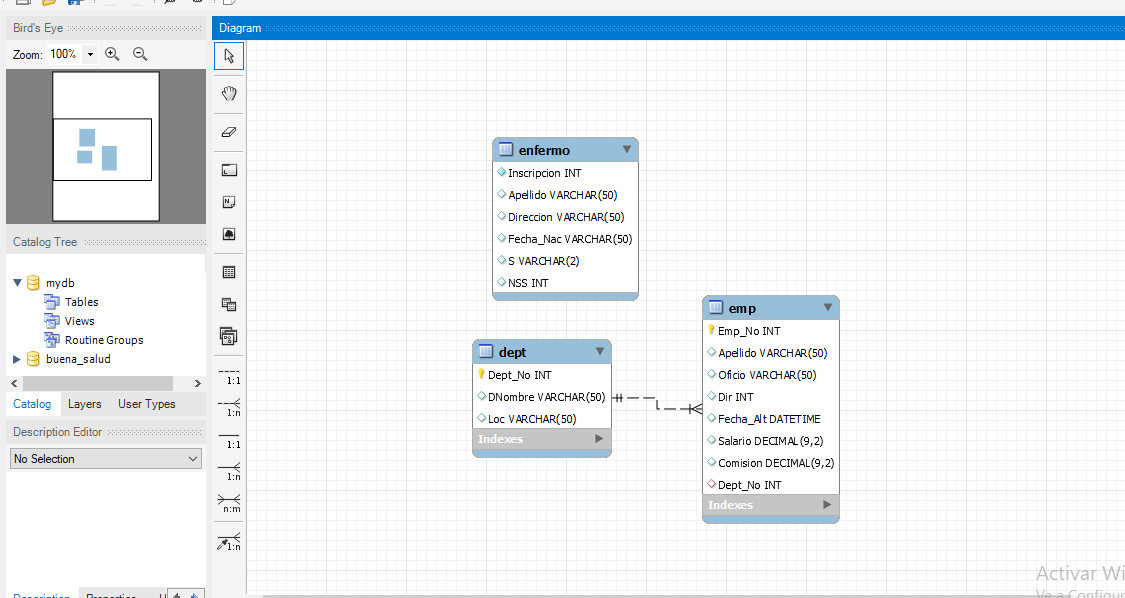 Bird's Eye
Zoom: 100%
Catalog Tree
mydb
Tables
Views
Routine Groups
buena_salud
Catalog Layers User Types
Description Editor
No Selection
Description Properties
Diagram
1:1
1:n
1:1
1:n
n:m
1:n
enfermo
Inscripcion INT
Apellido VARCHAR(50)
Direccion VARCHAR(50)
Fecha_Nac VARCHAR(50)
S VARCHAR(2)
NSS INT
dept
Dept_No INT
DNombre VARCHAR(50)
Loc VARCHAR(50)
Indexes
emp
Emp_No INT
Apellido VARCHAR(50)
Oficio VARCHAR(50)
Dir INT
Fecha_Alt DATETIME
Salario DECIMAL(9,2)
Comision DECIMAL(9,2)
Dept_No INT
Indexes
Activar Wi
Ve a Configur